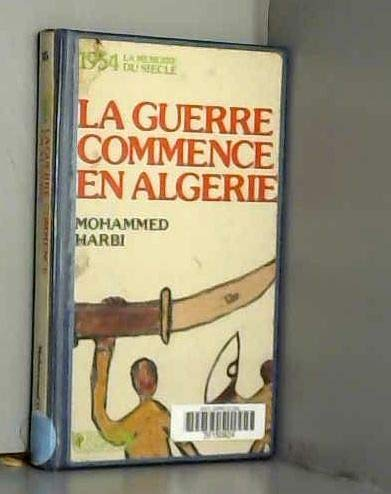 1954 LA MÉMOIRE
DU SIÈCLE
LA GUERRE
COMMENCE
EN ALGERIE
MOHAMMED
HARBI